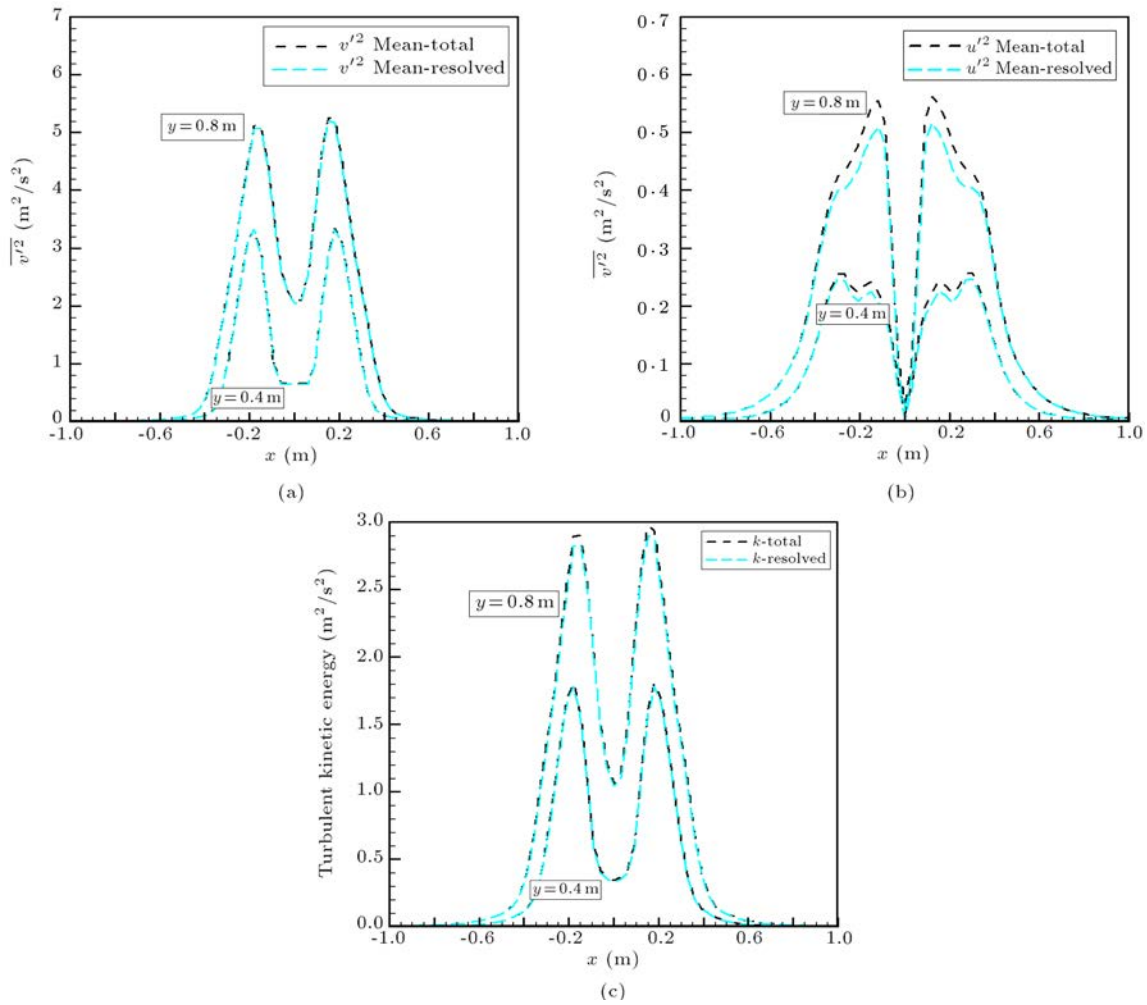 7
6
5
4
3
2
1
0
v′² Mean-total
v′² Mean-resolved
y = 0.8 m
y = 0.4 m
v′² (m²/s²)
-1.0 -0.6 -0.2 0.2 0.6 1.0
x (m)
(a)
0·7
0·6
0·5
0·4
0·3
0·2
0·1
0
u′² Mean-total
u′² Mean-resolved
y = 0.8 m
y = 0.4 m
v′² (m²/s²)
-1.0 -0.6 -0.2 0.2 0.6 1.0
x (m)
(b)
3.0
2.5
2.0
1.5
1.0
0.5
0.0
k-total
k-resolved
y = 0.8 m
y = 0.4 m
Turbulent kinetic energy (m²/s²)
-1.0 -0.6 -0.2 0.2 0.6 1.0
x (m)
(c)